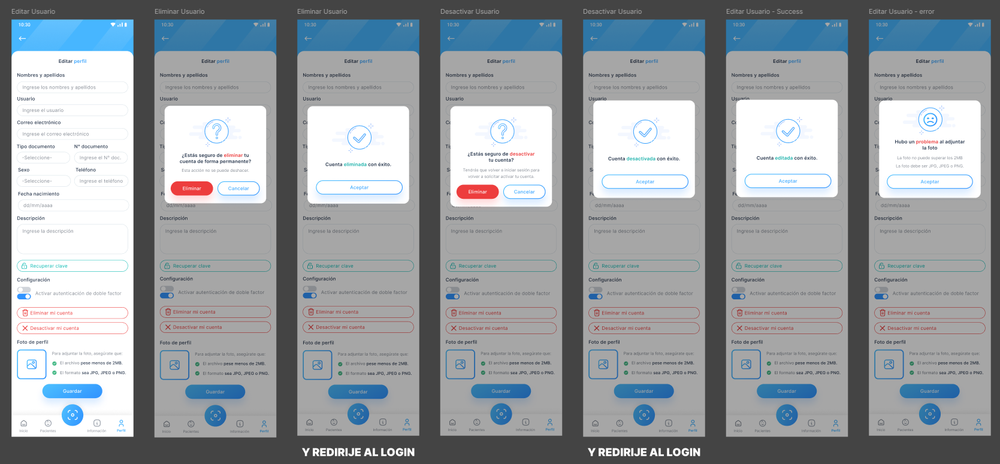 Editar Usuario
10:30
Editar perfil
Nombres y apellidos
Ingrese los nombres y apellidos
Usuario
Ingrese el usuario
Correo electrónico
Ingrese el correo electrónico
Tipo documento
N° documento
-Seleccione-
Ingrese el N° doc.
Sexo
Teléfono
-Seleccione-
Ingrese el teléfono
Fecha nacimiento
dd/mm/aaaa
Descripción
Ingrese la descripción
Recuperar clave
Configuración
Activar autenticación de doble factor
Eliminar mi cuenta
Desactivar mi cuenta
Foto de perfil
Para adjuntar la foto, asegúrate que:
El archivo pese menos de 2MB.
El formato sea JPG, JPEG o PNG.
Guardar
Inicio
Pacientes
Información
Perfil
Eliminar Usuario
10:30
Editar perfil
Nombres y apellidos
Ingrese los nombres y apellidos
Usuario
Co
Ti
Se
Fe
¿Estás seguro de eliminar tu
cuenta de forma permanente?
Esta acción no se puede deshacer.
Eliminar
Cancelar
dd/mm/aaaa
Descripción
Ingrese la descripción
Recuperar clave
Configuración
Activar autenticación de doble factor
Eliminar mi cuenta
Desactivar mi cuenta
Foto de perfil
Para adjuntar la foto, asegúrate que:
El archivo pese menos de 2MB.
El formato sea JPG, JPEG o PNG.
Guardar
Inicio
Pacientes
Información
Perfil
Eliminar Usuario
10:30
Editar perfil
Nombres y apellidos
Ingrese los nombres y apellidos
Usuario
Co
Ti
Se
Fe
Cuenta eliminada con éxito.
Aceptar
dd/mm/aaaa
Descripción
Ingrese la descripción
Recuperar clave
Configuración
Activar autenticación de doble factor
Eliminar mi cuenta
Desactivar mi cuenta
Foto de perfil
Para adjuntar la foto, asegúrate que:
El archivo pese menos de 2MB.
El formato sea JPG, JPEG o PNG.
Guardar
Inicio
Pacientes
Información
Perfil
Y REDIRIJE AL LOGIN
Desactivar Usuario
10:30
Editar perfil
Nombres y apellidos
Ingrese los nombres y apellidos
Usuario
Co
Ti
Se
Fe
¿Estás seguro de desactivar
tu cuenta?
Tendrás que volver a iniciar sesión para
volver a solicitar activar tu cuenta.
Eliminar
Cancelar
dd/mm/aaaa
Descripción
Ingrese la descripción
Recuperar clave
Configuración
Activar autenticación de doble factor
Eliminar mi cuenta
Desactivar mi cuenta
Foto de perfil
Para adjuntar la foto, asegúrate que:
El archivo pese menos de 2MB.
El formato sea JPG, JPEG o PNG.
Guardar
Inicio
Pacientes
Información
Perfil
Desactivar Usuario
10:30
Editar perfil
Nombres y apellidos
Ingrese los nombres y apellidos
Usuario
Co
Ti
Se
Fe
Cuenta desactivada con éxito.
Aceptar
dd/mm/aaaa
Descripción
Ingrese la descripción
Recuperar clave
Configuración
Activar autenticación de doble factor
Eliminar mi cuenta
Desactivar mi cuenta
Foto de perfil
Para adjuntar la foto, asegúrate que:
El archivo pese menos de 2MB.
El formato sea JPG, JPEG o PNG.
Guardar
Inicio
Pacientes
Información
Perfil
Y REDIRIJE AL LOGIN
Editar Usuario - Success
10:30
Editar perfil
Nombres y apellidos
Ingrese los nombres y apellidos
Usuario
Co
Ti
Se
Fe
Cuenta editada con éxito.
Aceptar
dd/mm/aaaa
Descripción
Ingrese la descripción
Recuperar clave
Configuración
Activar autenticación de doble factor
Eliminar mi cuenta
Desactivar mi cuenta
Foto de perfil
Para adjuntar la foto, asegúrate que:
El archivo pese menos de 2MB.
El formato sea JPG, JPEG o PNG.
Guardar
Inicio
Pacientes
Información
Perfil
Editar Usuario - error
10:30
Editar perfil
Nombres y apellidos
Ingrese los nombres y apellidos
Usuario
Co
Ti
Se
Fe
Hubo un problema al adjuntar
la foto
La foto no puede superar los 2MB
La foto debe ser JPG, JPEG o PNG.
Aceptar
dd/mm/aaaa
Descripción
Ingrese la descripción
Recuperar clave
Configuración
Activar autenticación de doble factor
Eliminar mi cuenta
Desactivar mi cuenta
Foto de perfil
Para adjuntar la foto, asegúrate que:
El archivo pese menos de 2MB.
El formato sea JPG, JPEG o PNG.
Guardar
Inicio
Pacientes
Información
Perfil